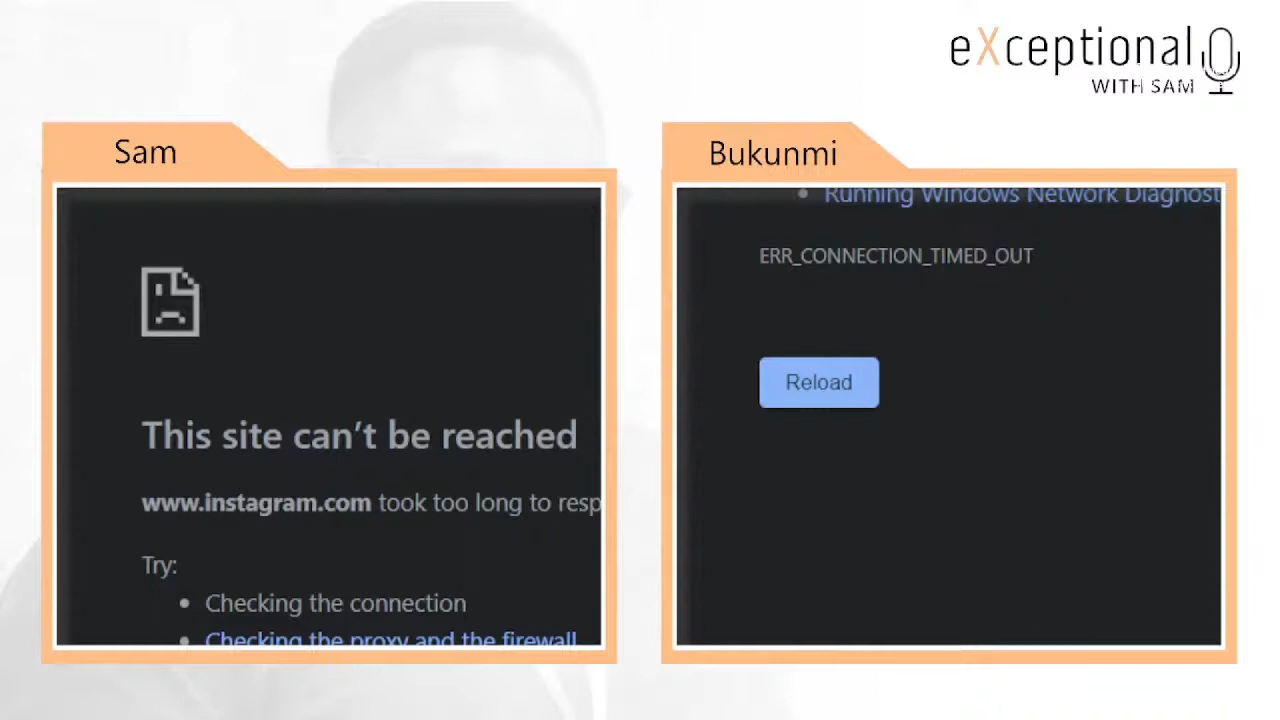 eXceptional
WITH SAM
Sam
This site can’t be reached
www.instagram.com took too long to resp
Try:
• Checking the connection
• Checking the proxy and the firewall
Bukunmi
• Running Windows Network Diagnost
ERR_CONNECTION_TIMED_OUT
Reload